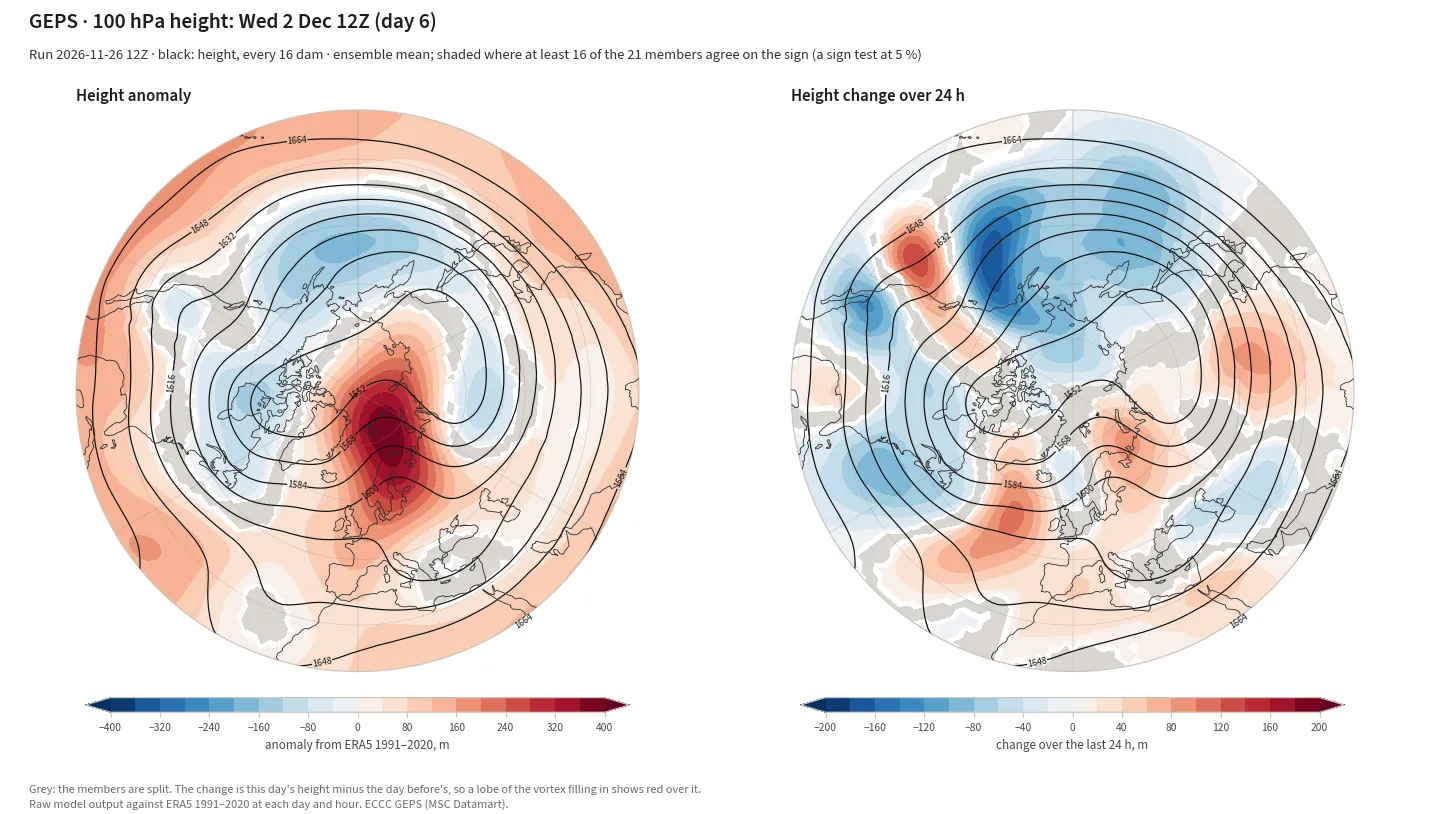 GEPS · 100 hPa height: Wed 2 Dec 12Z (day 6)
Run 2026-11-26 12Z · black: height, every 16 dam · ensemble mean; shaded where at least 16 of the 21 members agree on the sign (a sign test at 5 %)
Height anomaly
Height change over 24 h
1664
1648
1632
1616
1552
1568
1584
1600
1664
1664
1648
1664
1648
1632
1616
1552
1568
1584
1600
1664
1664
1648
−400 −320 −240 −160 −80 0 80 160 240 320 400
anomaly from ERA5 1991–2020, m
−200 −160 −120 −80 −40 0 40 80 120 160 200
change over the last 24 h, m
Grey: the members are split. The change is this day's height minus the day before's, so a lobe of the vortex filling in shows red over it.
Raw model output against ERA5 1991–2020 at each day and hour. ECCC GEPS (MSC Datamart).